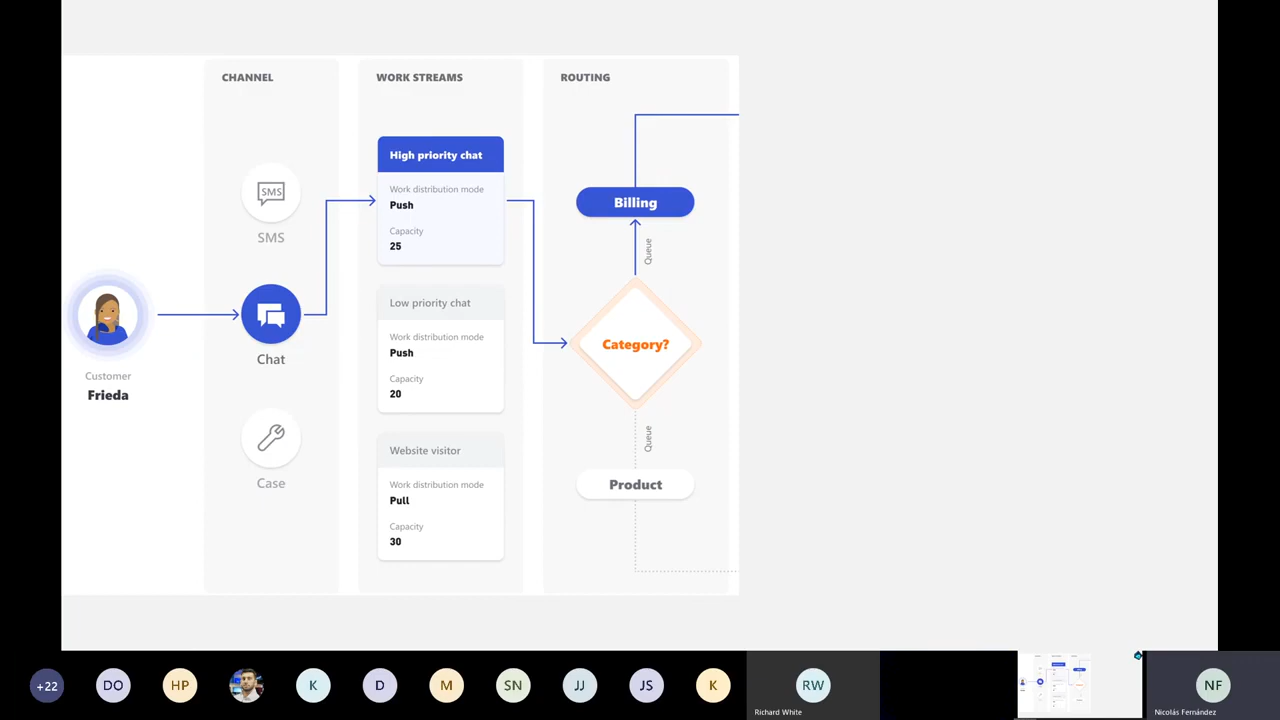 CHANNEL
WORK STREAMS
ROUTING
High priority chat
Work distribution mode
Push
Capacity
25
SMS
SMS
Billing
Queue
Low priority chat
Work distribution mode
Push
Capacity
20
Chat
Category?
Customer
Frieda
Queue
Website visitor
Work distribution mode
Pull
Capacity
30
Case
Product
+22
DO
HP
K
D
M
SN
JJ
JS
K
RW
Richard White
NF
Nicolás Fernández